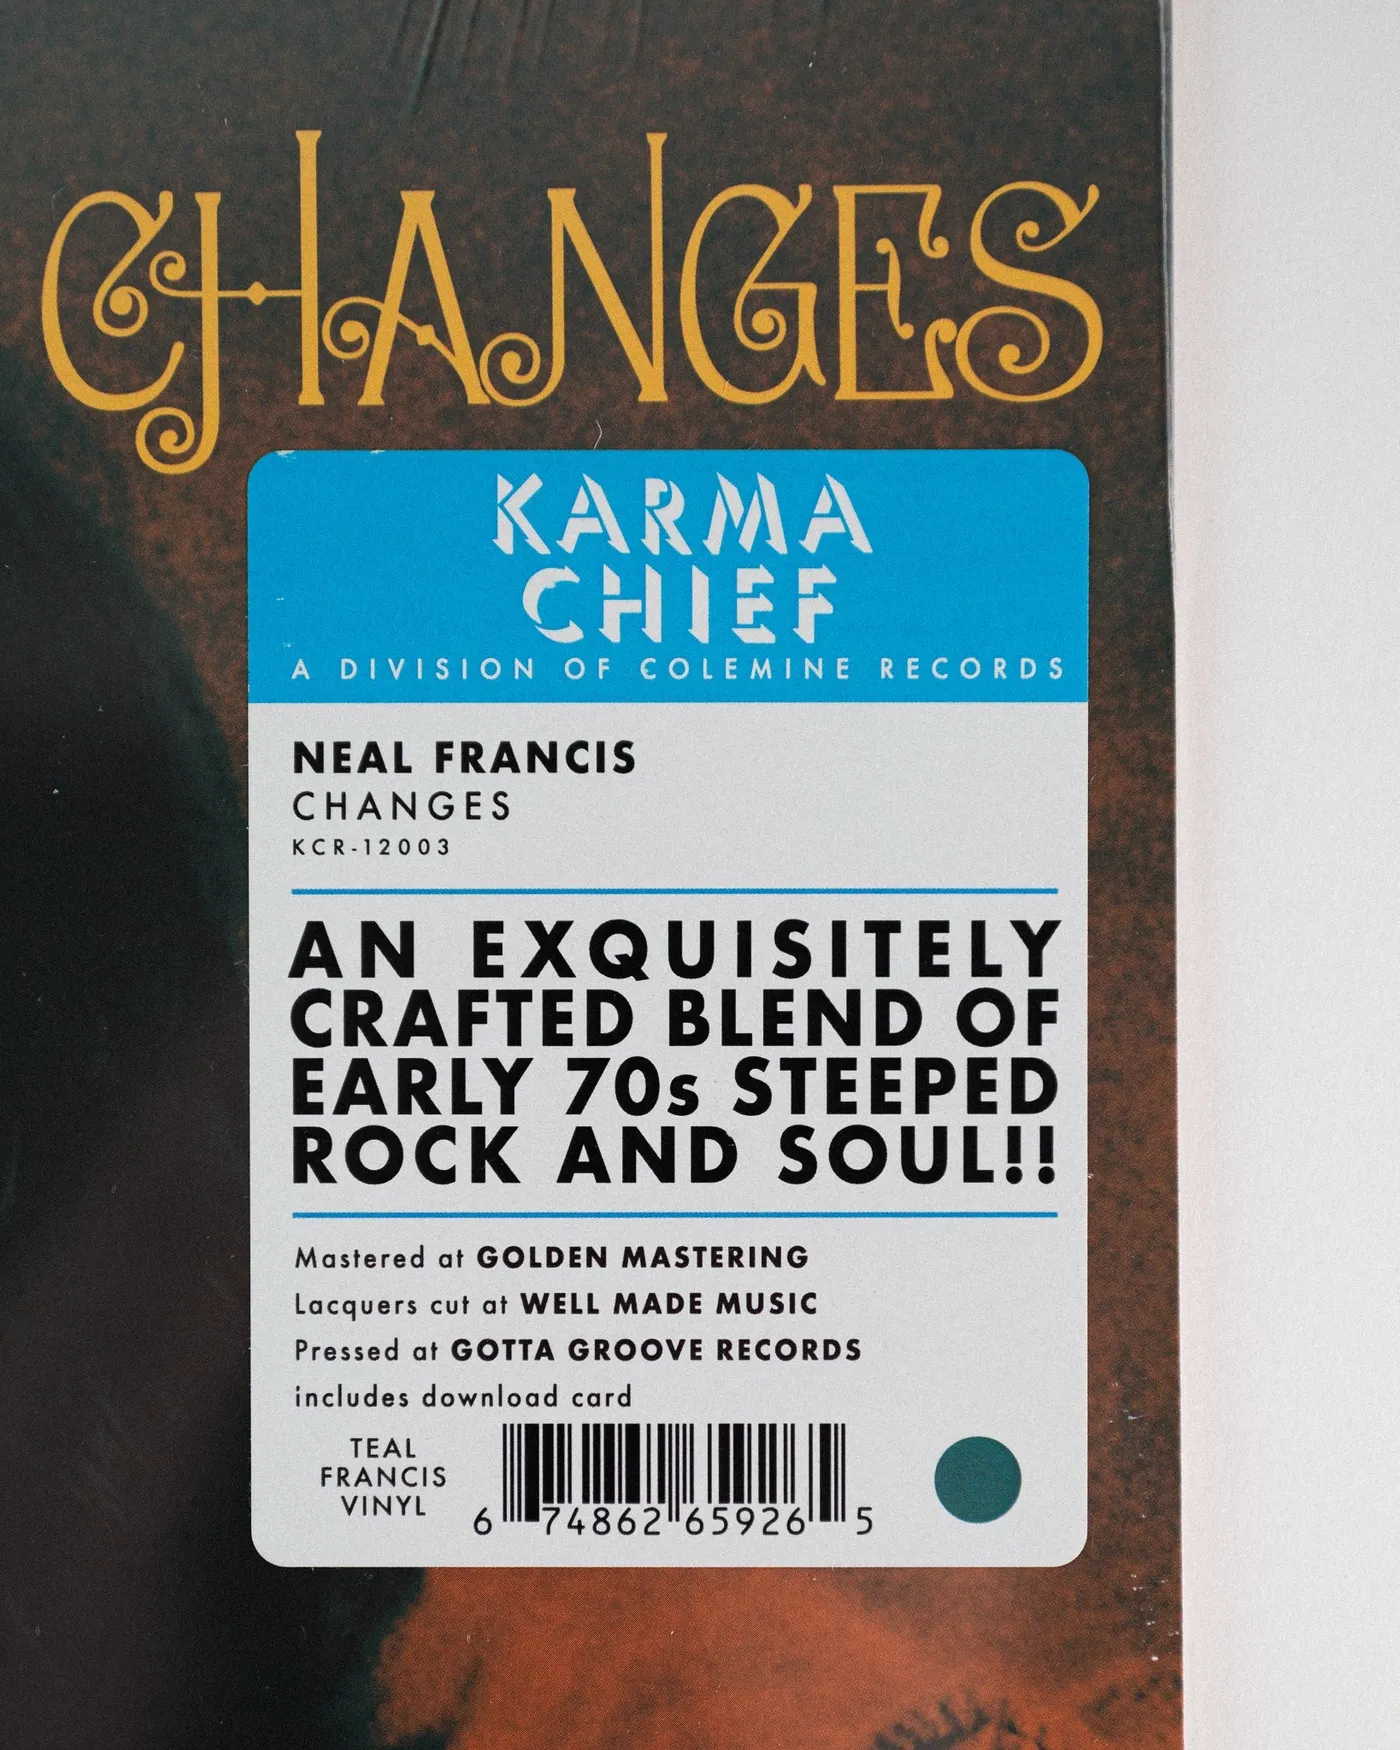 CHANGES
KARMA
CHIEF
A DIVISION OF COLEMINE RECORDS
NEAL FRANCIS
CHANGES
KCR-12003
AN EXQUISITELY
CRAFTED BLEND OF
EARLY 70s STEEPED
ROCK AND SOUL!!
Mastered at GOLDEN MASTERING
Lacquers cut at WELL MADE MUSIC
Pressed at GOTTA GROOVE RECORDS
includes download card
TEAL
FRANCIS
VINYL
6 74862 65926 5